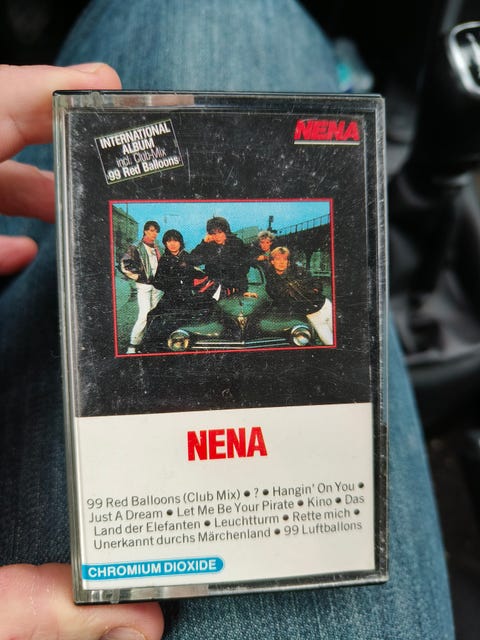 INTERNATIONAL
ALBUM
incl. Club-Mix
99 Red Balloons
NENA
NENA
99 Red Balloons (Club Mix) ● ? ● Hangin' On You ●
Just A Dream ● Let Me Be Your Pirate ● Kino ● Das
Land der Elefanten ● Leuchtturm ● Rette mich ●
Unerkannt durchs Märchenland ● 99 Luftballons
CHROMIUM DIOXIDE